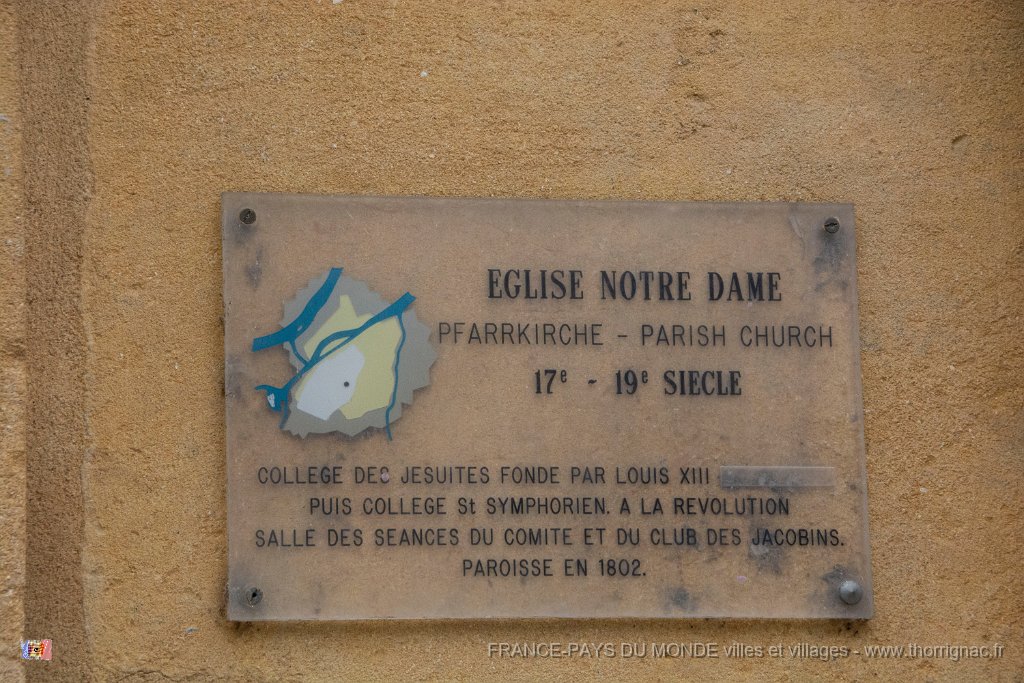 EGLISE NOTRE DAME
PFARRKIRCHE - PARISH CHURCH
17e - 19e SIECLE
COLLEGE DES JESUITES FONDE PAR LOUIS XIII
PUIS COLLEGE St SYMPHORIEN. A LA REVOLUTION
SALLE DES SEANCES DU COMITE ET DU CLUB DES JACOBINS.
PAROISSE EN 1802.
FRANCE-PAYS DU MONDE villes et villages - www.thorrignac.fr